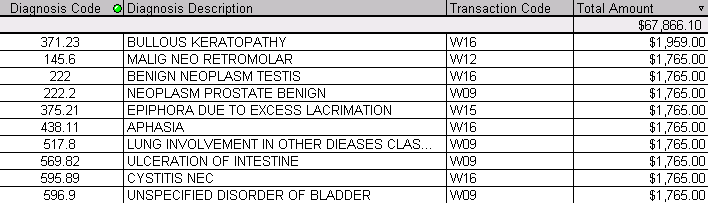 Diagnosis Code Diagnosis Description Transaction Code Total Amount
$67,866.10
371.23 BULLOUS KERATOPATHY W16 $1,959.00
145.6 MALIG NEO RETROMOLAR W12 $1,765.00
222 BENIGN NEOPLASM TESTIS W16 $1,765.00
222.2 NEOPLASM PROSTATE BENIGN W09 $1,765.00
375.21 EPIPHORA DUE TO EXCESS LACRIMATION W15 $1,765.00
438.11 APHASIA W16 $1,765.00
517.8 LUNG INVOLVEMENT IN OTHER DIEASES CLAS... W09 $1,765.00
569.82 ULCERATION OF INTESTINE W09 $1,765.00
595.89 CYSTITIS NEC W16 $1,765.00
596.9 UNSPECIFIED DISORDER OF BLADDER W09 $1,765.00